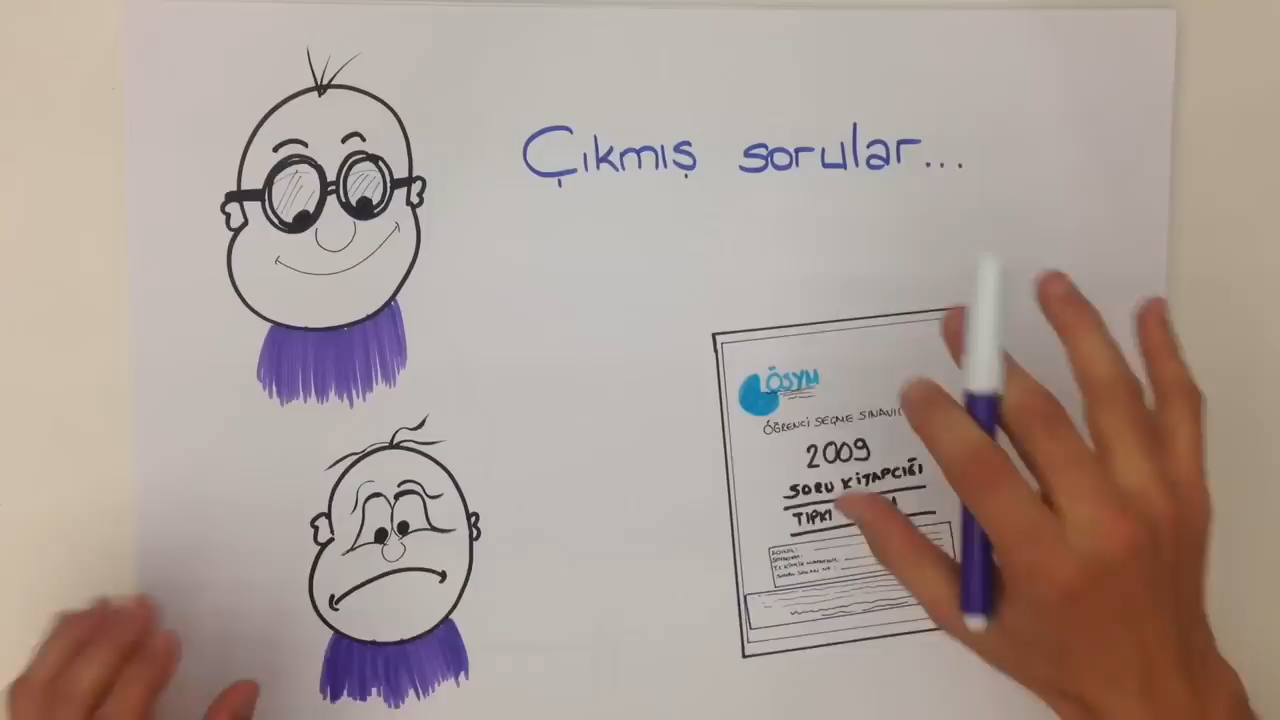 Çıkmış sorular...
ÖSYM
ÖĞRENCİ SEÇME SINAVI
2009
SORU KİTAPÇIĞI
TIPKI